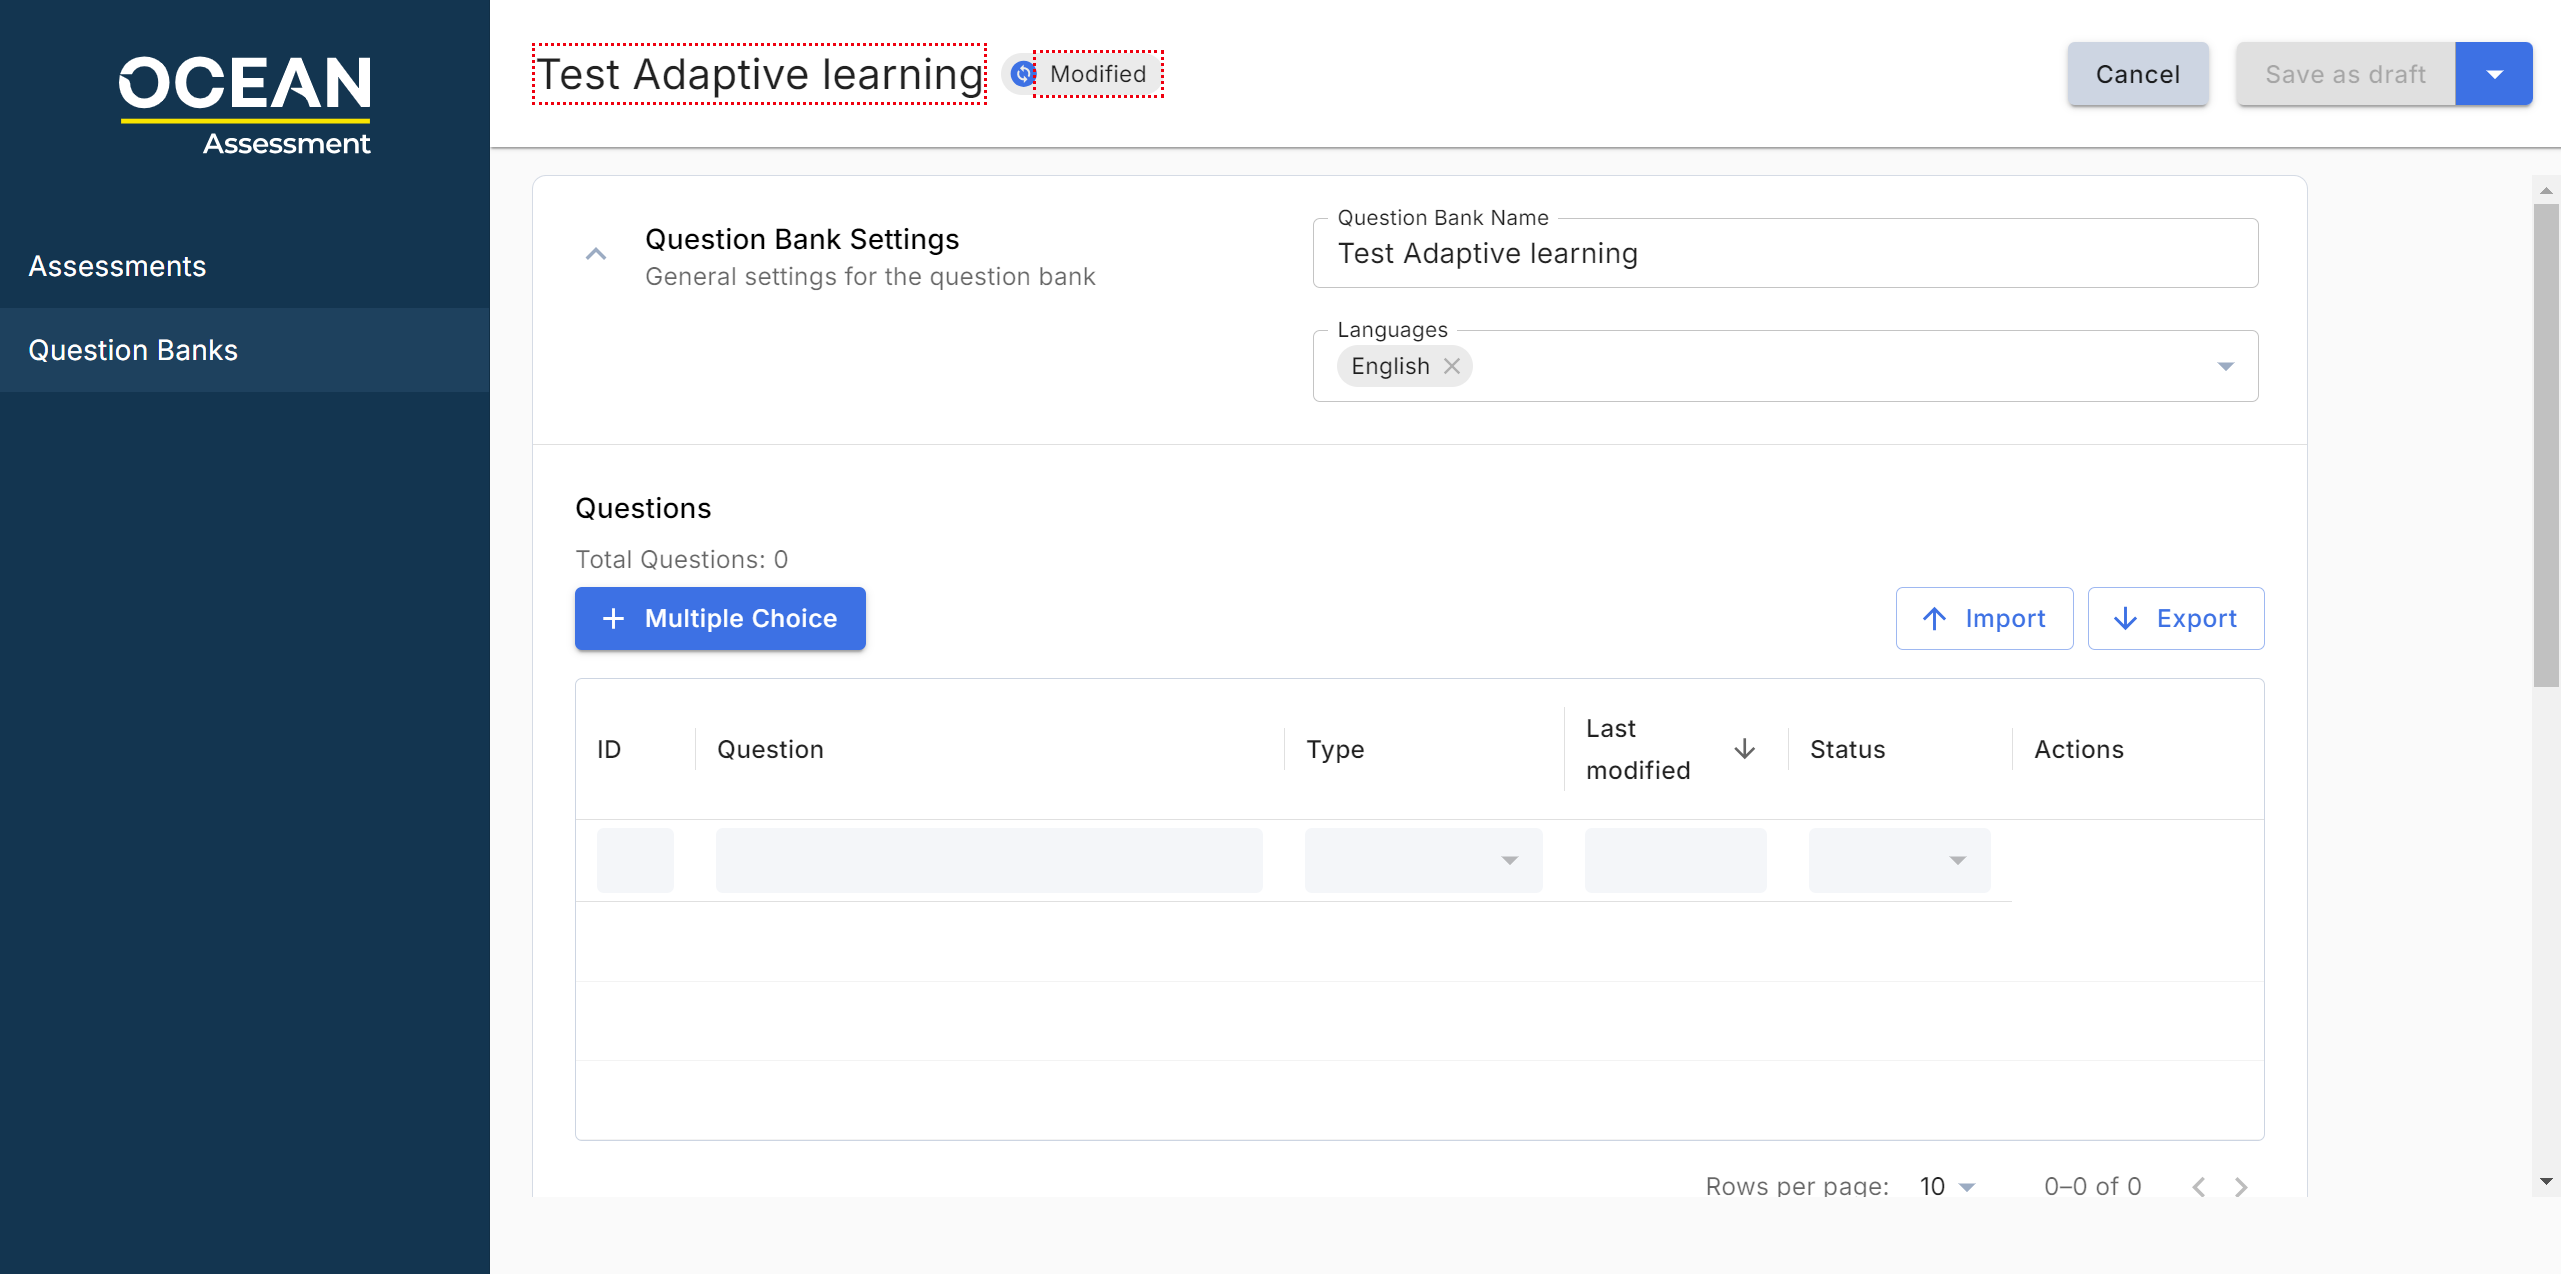 OCEAN
Assessment
Assessments
Question Banks
Test Adaptive learning
Modified
Cancel
Save as draft
Question Bank Settings
General settings for the question bank
Question Bank Name
Test Adaptive learning
Languages
English
Questions
Total Questions: 0
Multiple Choice
Import
Export
ID
Question
Type
Last
modified
Status
Actions
Rows per page: 10
0–0 of 0